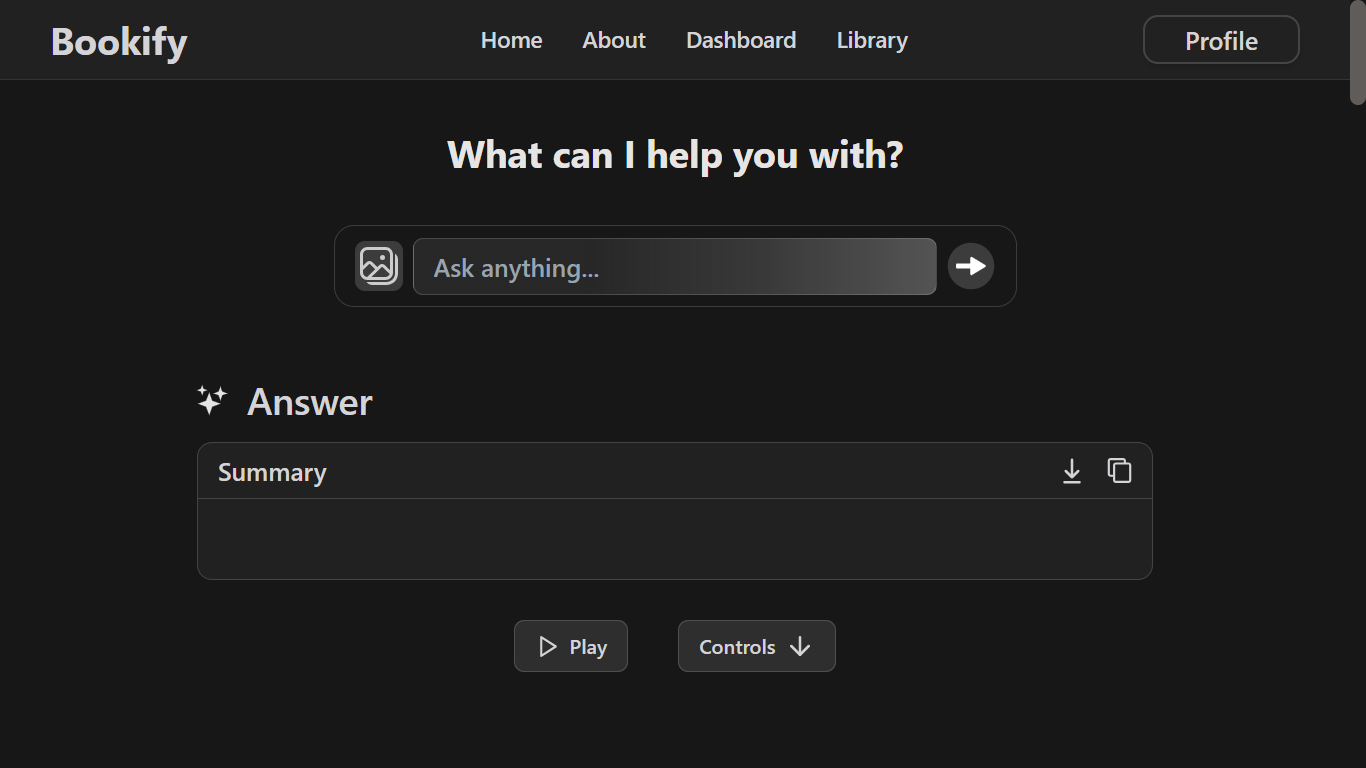 Bookify
Home About Dashboard Library
Profile
What can I help you with?
Ask anything...
Answer
Summary
Play
Controls